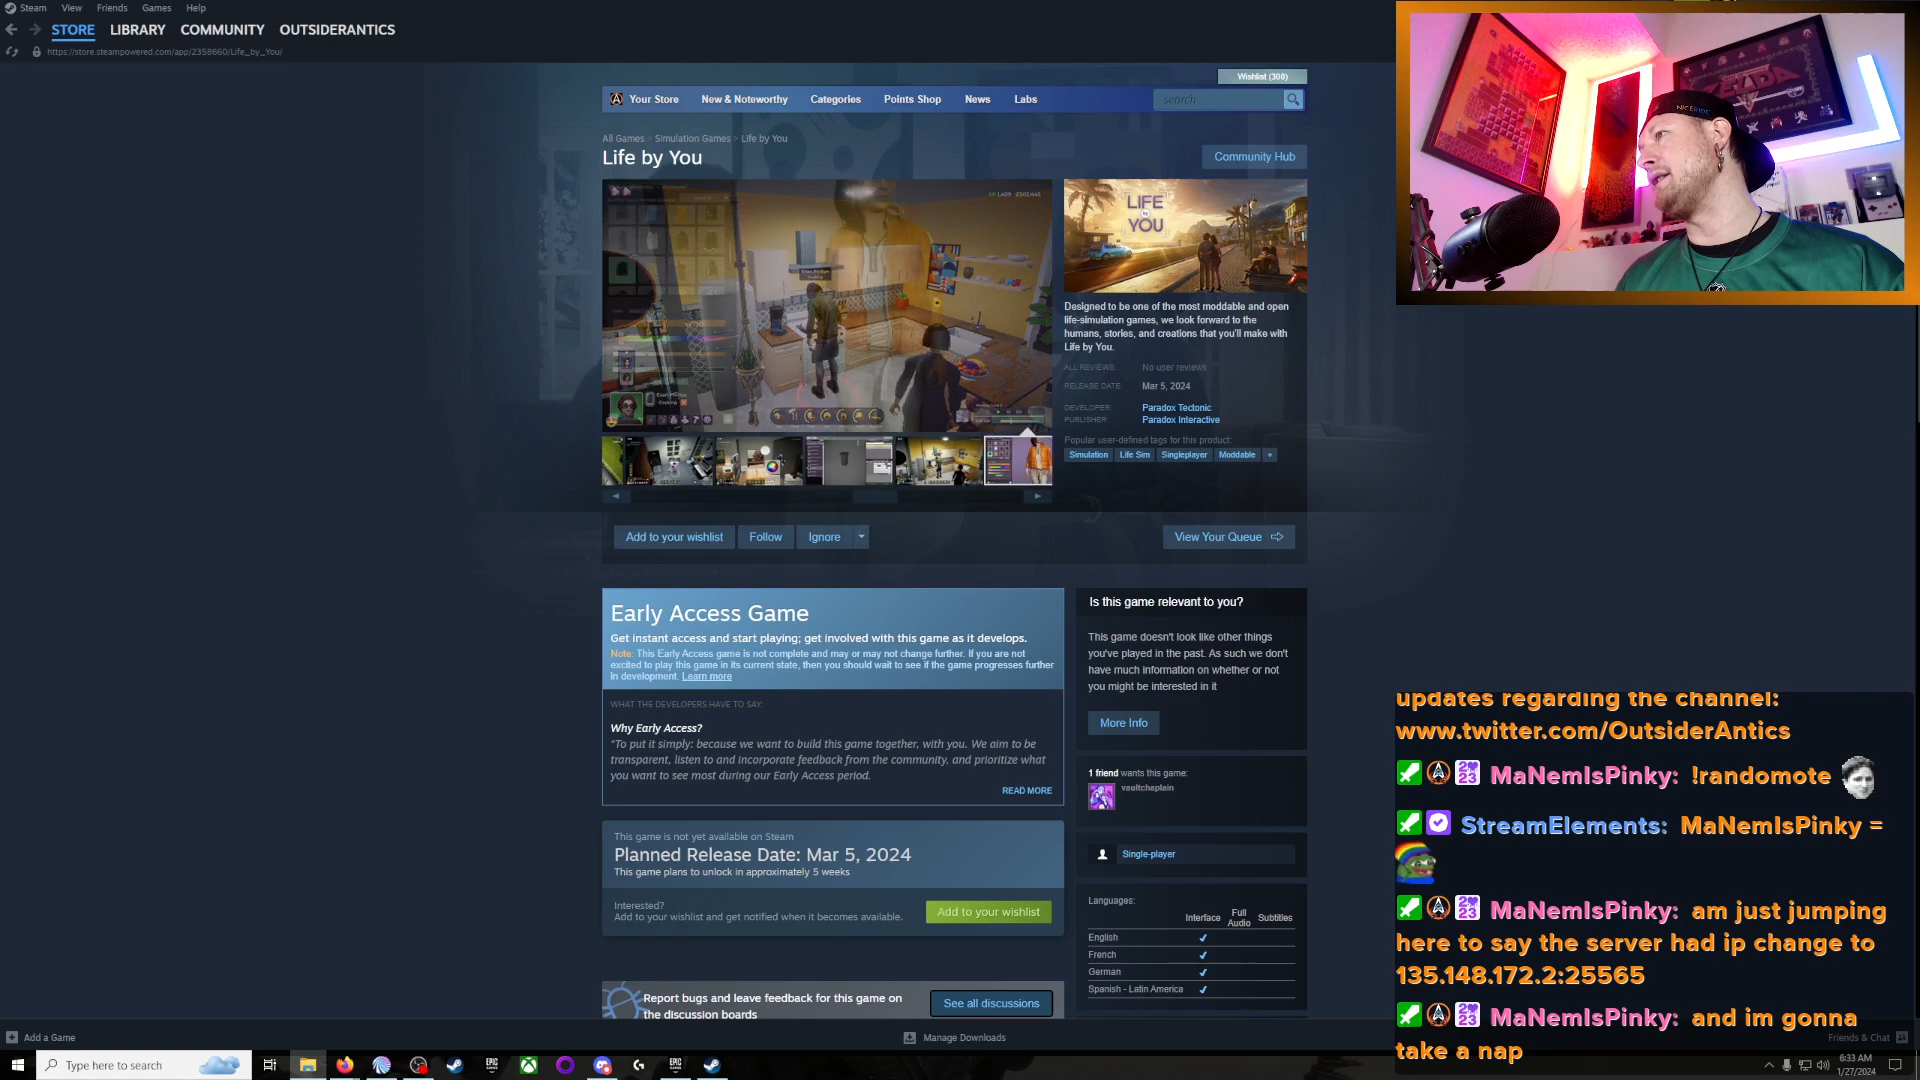 Steam View Friends Games Help
STORE LIBRARY COMMUNITY OUTSIDERANTICS
https://store.steampowered.com/app/2358660/Life_by_You/
Wishlist (300)
Your Store New & Noteworthy Categories Points Shop News Labs search
All Games > Simulation Games > Life by You
Life by You
Community Hub
LIFE
by
YOU
Designed to be one of the most moddable and open
life-simulation games, we look forward to the
humans, stories, and creations that you'll make with
Life by You.
ALL REVIEWS: No user reviews
RELEASE DATE: Mar 5, 2024
DEVELOPER: Paradox Tectonic
PUBLISHER: Paradox Interactive
Popular user-defined tags for this product:
Simulation Life Sim Singleplayer Moddable +
Add to your wishlist Follow Ignore View Your Queue
Early Access Game
Get instant access and start playing; get involved with this game as it develops.
Note: This Early Access game is not complete and may or may not change further. If you are not
excited to play this game in its current state, then you should wait to see if the game progresses further
in development. Learn more
WHAT THE DEVELOPERS HAVE TO SAY:
Why Early Access?
"To put it simply: because we want to build this game together, with you. We aim to be
transparent, listen to and incorporate feedback from the community, and prioritize what
you want to see most during our Early Access period.
READ MORE
This game is not yet available on Steam
Planned Release Date: Mar 5, 2024
This game plans to unlock in approximately 5 weeks
Interested?
Add to your wishlist and get notified when it becomes available.
Add to your wishlist
Report bugs and leave feedback for this game on
the discussion boards
See all discussions
Is this game relevant to you?
This game doesn't look like other things
you've played in the past. As such we don't
have much information on whether or not
you might be interested in it
More Info
1 friend wants this game:
vaultchaplain
Single-player
Languages:
Interface Full Audio Subtitles
English ✔
French ✔
German ✔
Spanish - Latin America ✔
NICERIDE
ZELDA
updates regarding the channel:
www.twitter.com/OutsiderAntics
MaNemIsPinky: !randomote
StreamElements: MaNemIsPinky =
MaNemIsPinky: am just jumping
here to say the server had ip change to
135.148.172.2:25565
MaNemIsPinky: and im gonna
take a nap
Add a Game Manage Downloads Friends & Chat
Type here to search
6:33 AM
1/27/2024